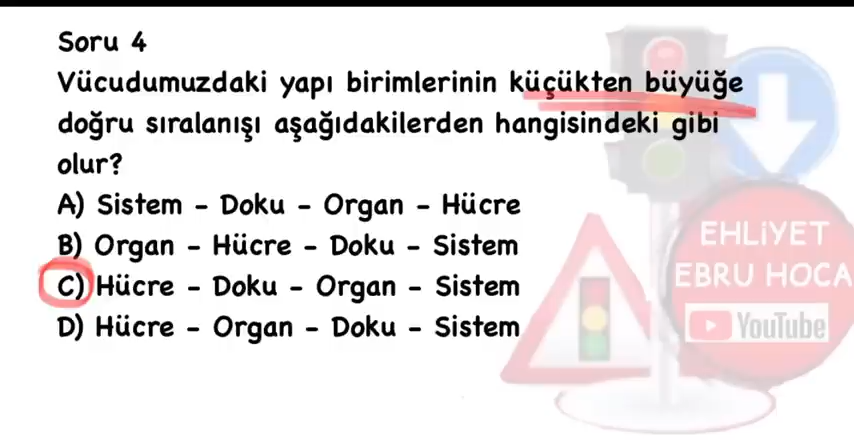 Soru 4
Vücudumuzdaki yapı birimlerinin küçükten büyüğe
doğru sıralanışı aşağıdakilerden hangisindeki gibi
olur?
A) Sistem - Doku - Organ - Hücre
B) Organ - Hücre - Doku - Sistem
C) Hücre - Doku - Organ - Sistem
D) Hücre - Organ - Doku - Sistem
EHLİYET
EBRU HOCA
YouTube